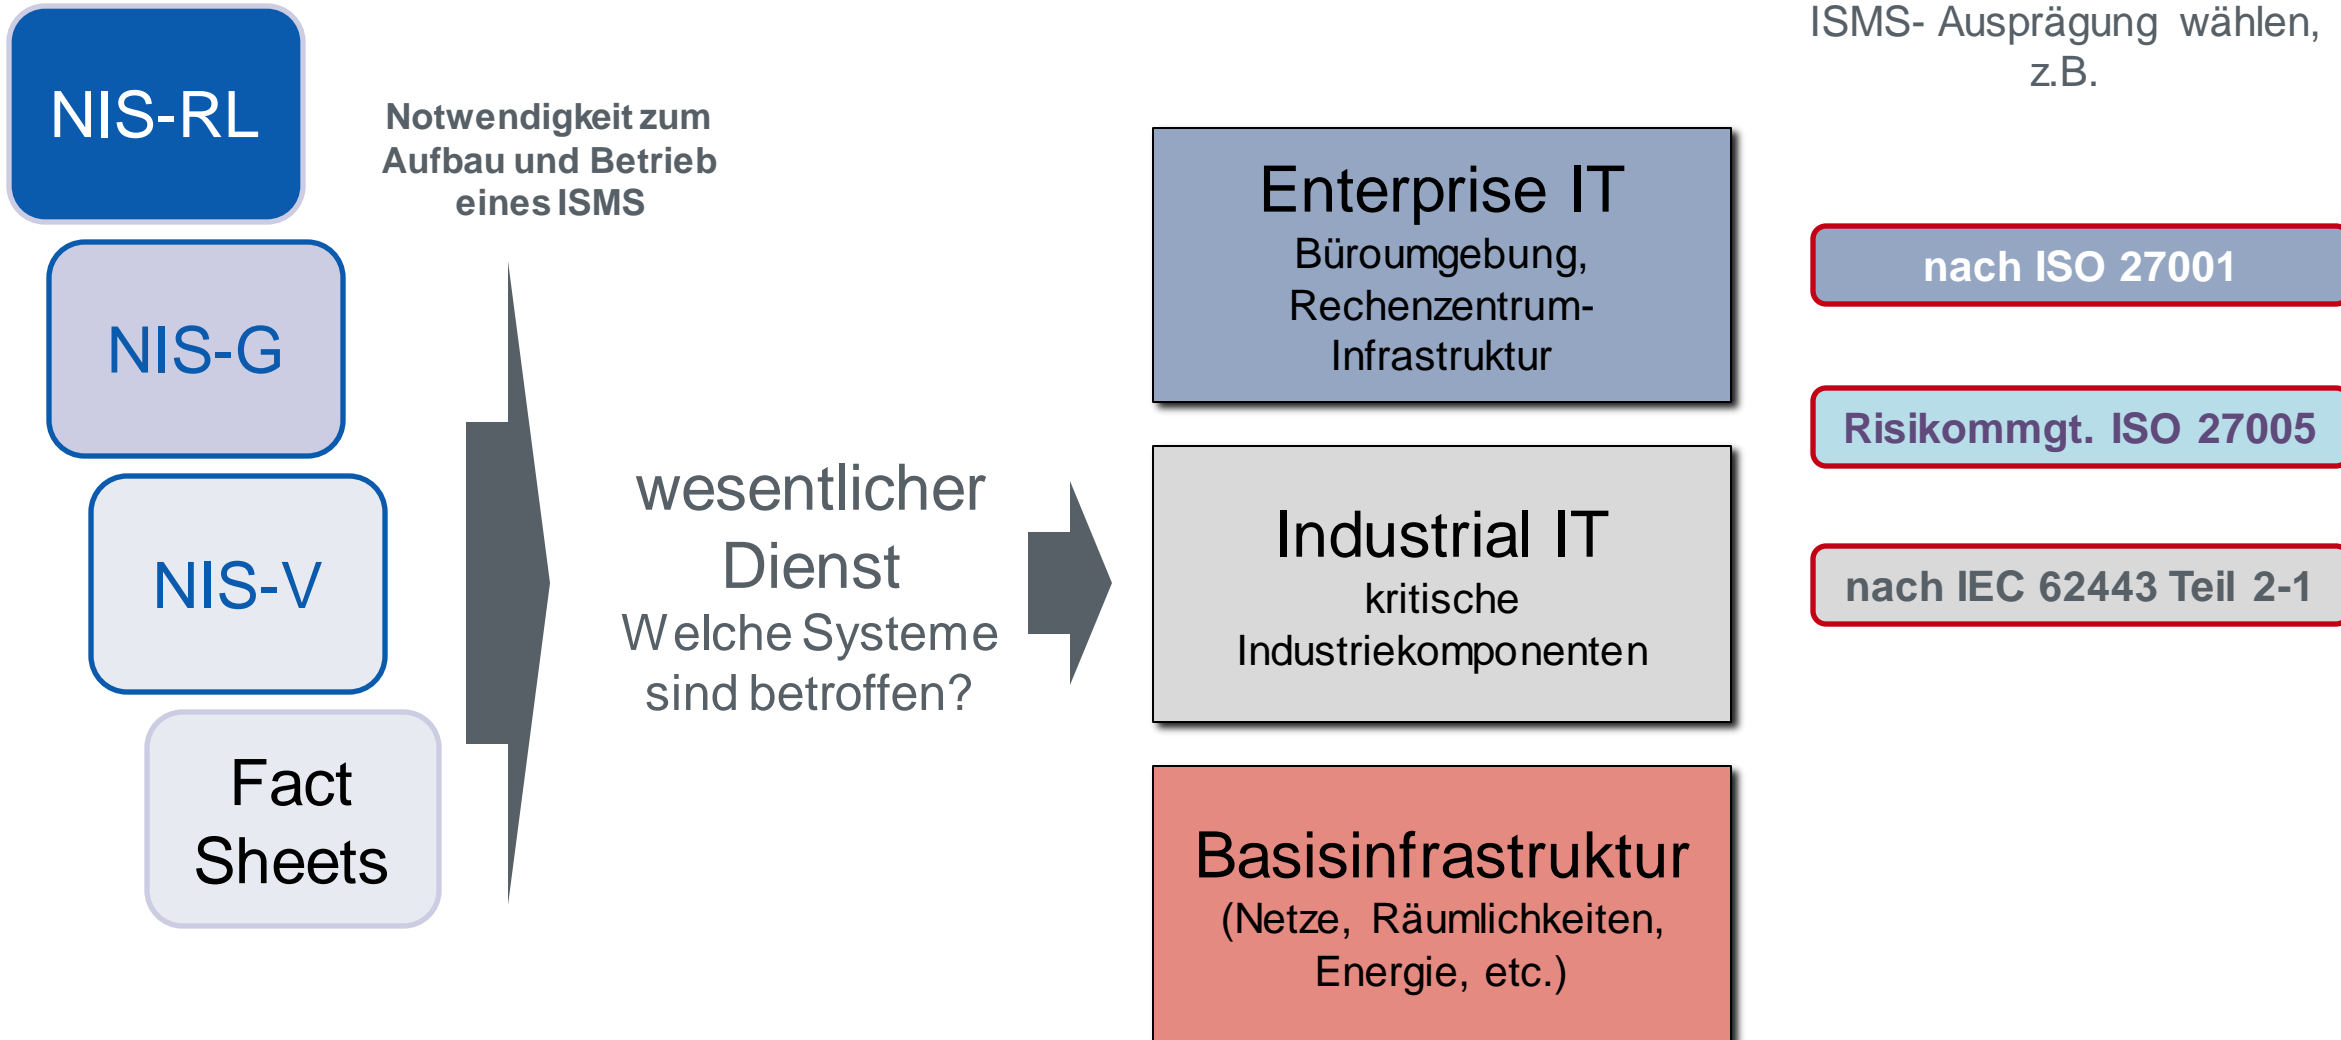 NIS-RL
NIS-G
NIS-V
Fact
Sheets
Notwendigkeit zum
Aufbau und Betrieb
eines ISMS
wesentlicher
Dienst
Welche Systeme
sind betroffen?
Enterprise IT
Büroumgebung,
Rechenzentrum-
Infrastruktur
Industrial IT
kritische
Industriekomponenten
Basisinfrastruktur
(Netze, Räumlichkeiten,
Energie, etc.)
ISMS- Ausprägung wählen,
z.B.
nach ISO 27001
Risikommgt. ISO 27005
nach IEC 62443 Teil 2-1